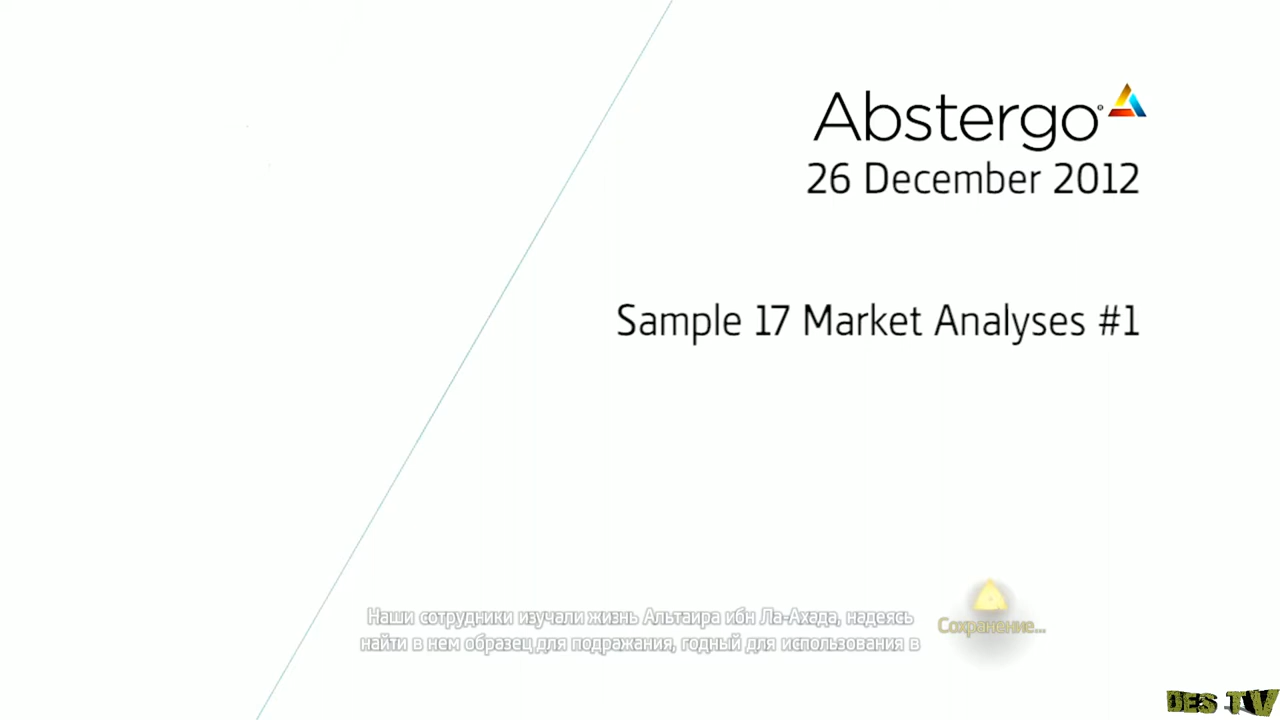 Abstergo®
26 December 2012
Sample 17 Market Analyses #1
Наши сотрудники изучали жизнь Альтаира ибн Ла-Ахада, надеясь
найти в нем образец для подражания, годный для использования в
Сохранение...
DES TV